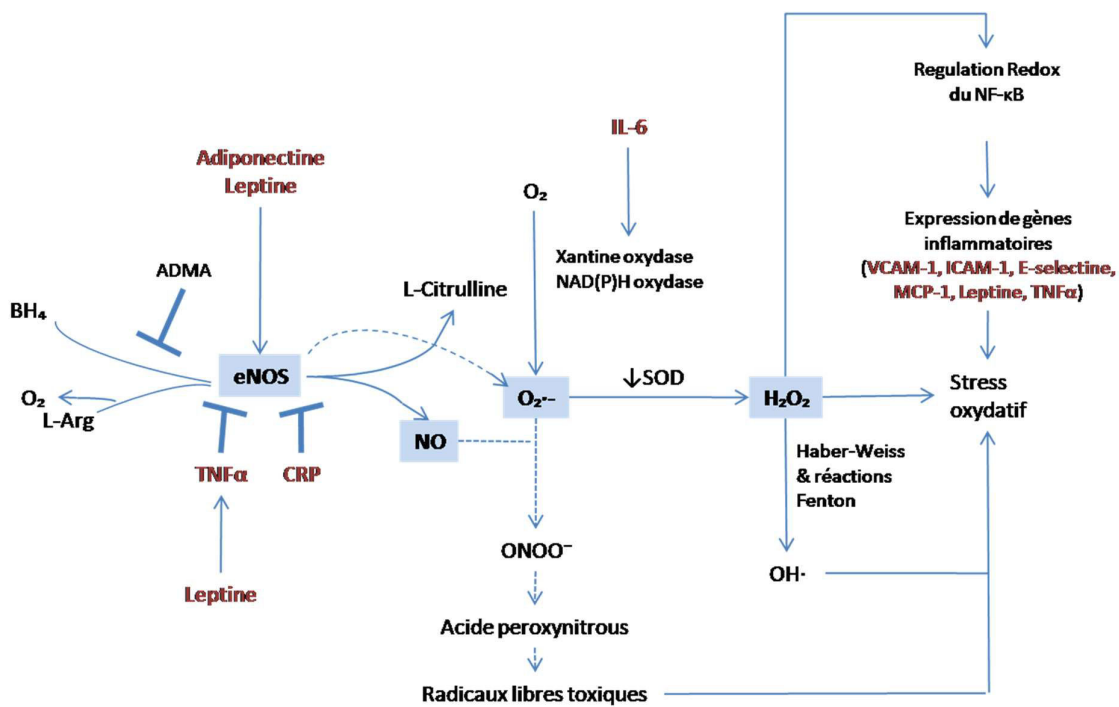 Regulation Redox
du NF-κB
IL-6
Adiponectine
Leptine
O₂
Expression de gènes
inflammatoires
(VCAM-1, ICAM-1, E-selectine,
MCP-1, Leptine, TNFα)
Xantine oxydase
NAD(P)H oxydase
ADMA
L-Citrulline
BH₄
eNOS
O₂
L-Arg
O₂·-
↓SOD
H₂O₂
Stress
oxydatif
NO
TNFα
CRP
Haber-Weiss
& réactions
Fenton
ONOO⁻
OH·
Leptine
Acide peroxynitrous
Radicaux libres toxiques